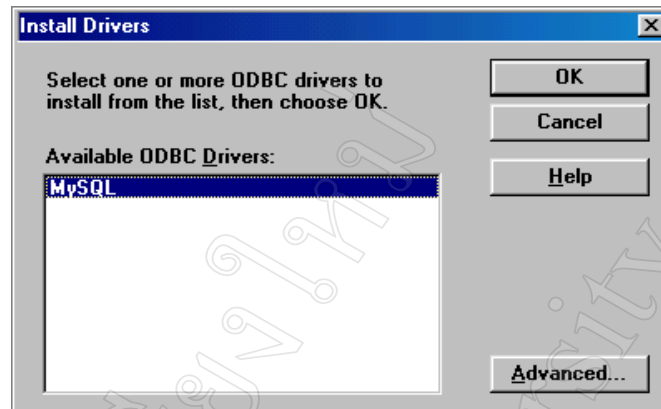 Install Drivers
Select one or more ODBC drivers to
install from the list, then choose OK.
OK
Cancel
Available ODBC Drivers:
Help
MySQL
Advanced...